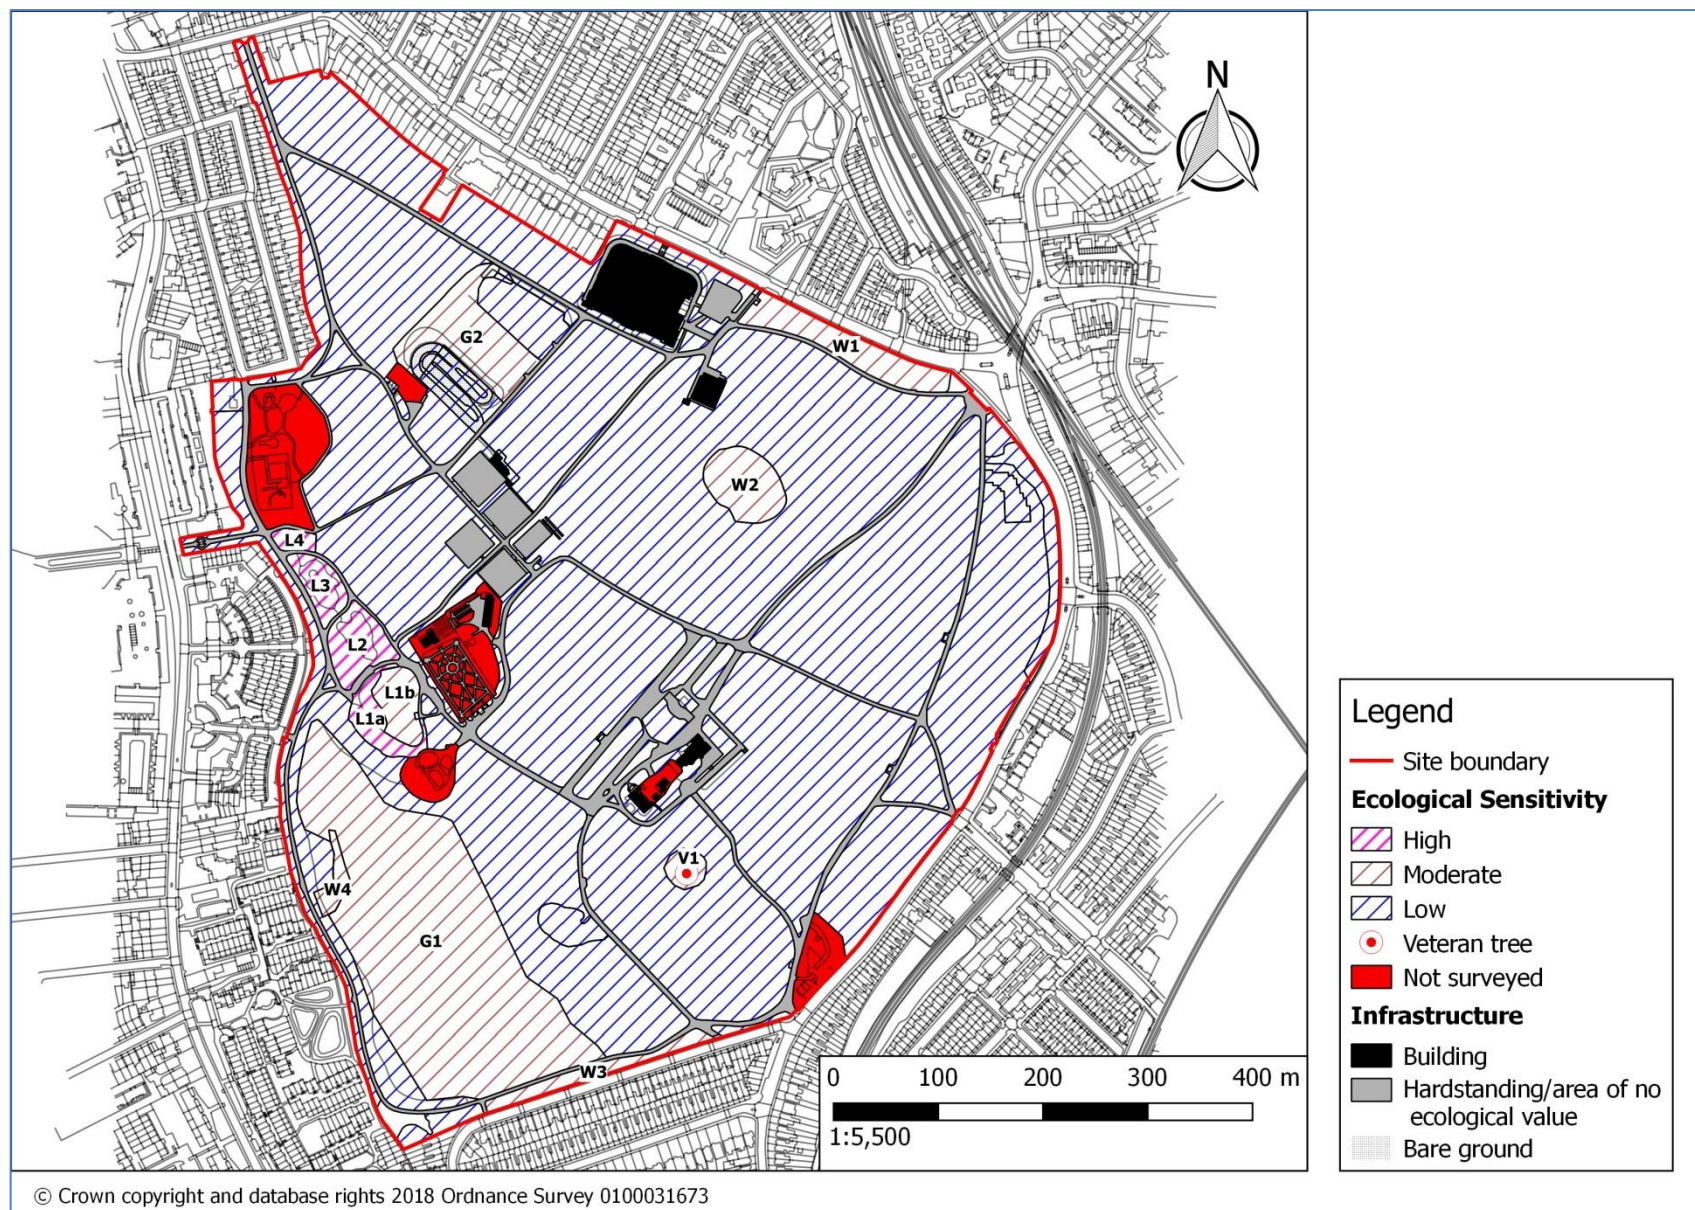 N
G2
W1
W2
L4
L3
L2
L1b
L1a
V1
W4
G1
W3
0 100 200 300 400 m
1:5,500
Legend
Site boundary
Ecological Sensitivity
High
Moderate
Low
Veteran tree
Not surveyed
Infrastructure
Building
Hardstanding/area of no
ecological value
Bare ground
© Crown copyright and database rights 2018 Ordnance Survey 0100031673